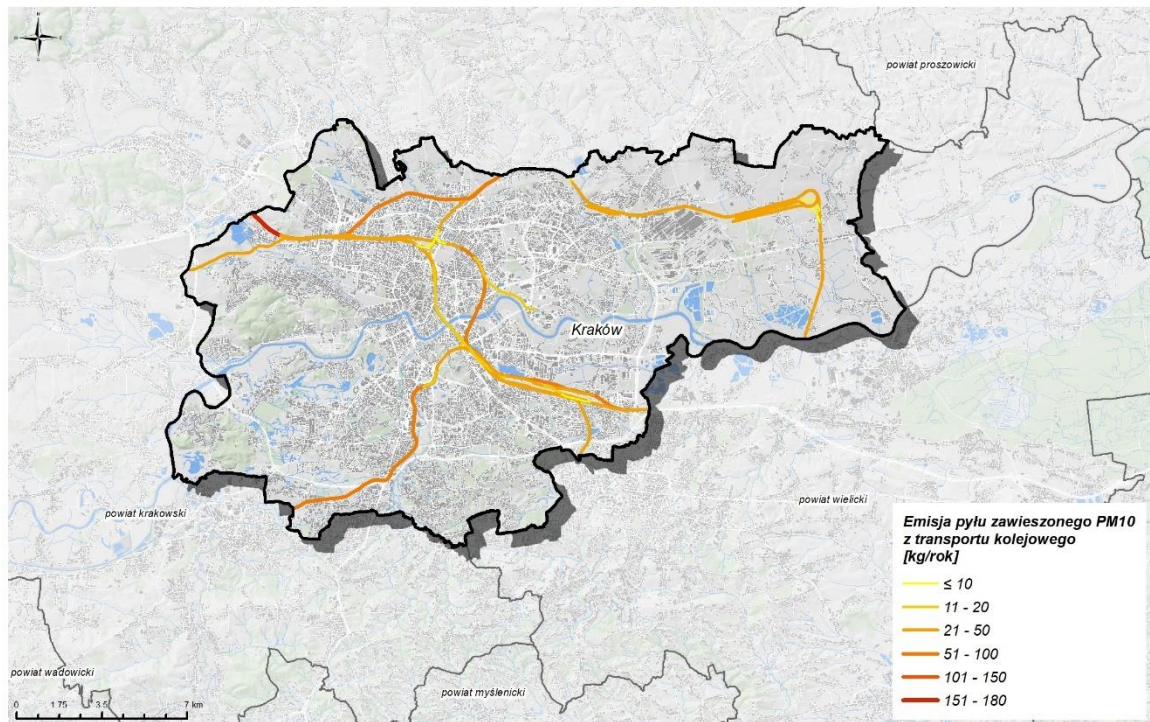 powiat proszowicki
Kraków
powiat krakowski
powiat wielicki
powiat wadowicki
powiat myślenicki
0 1.75 3.5 7 km
Emisja pyłu zawieszonego PM10
z transportu kolejowego
[kg/rok]
≤ 10
11 - 20
21 - 50
51 - 100
101 - 150
151 - 180